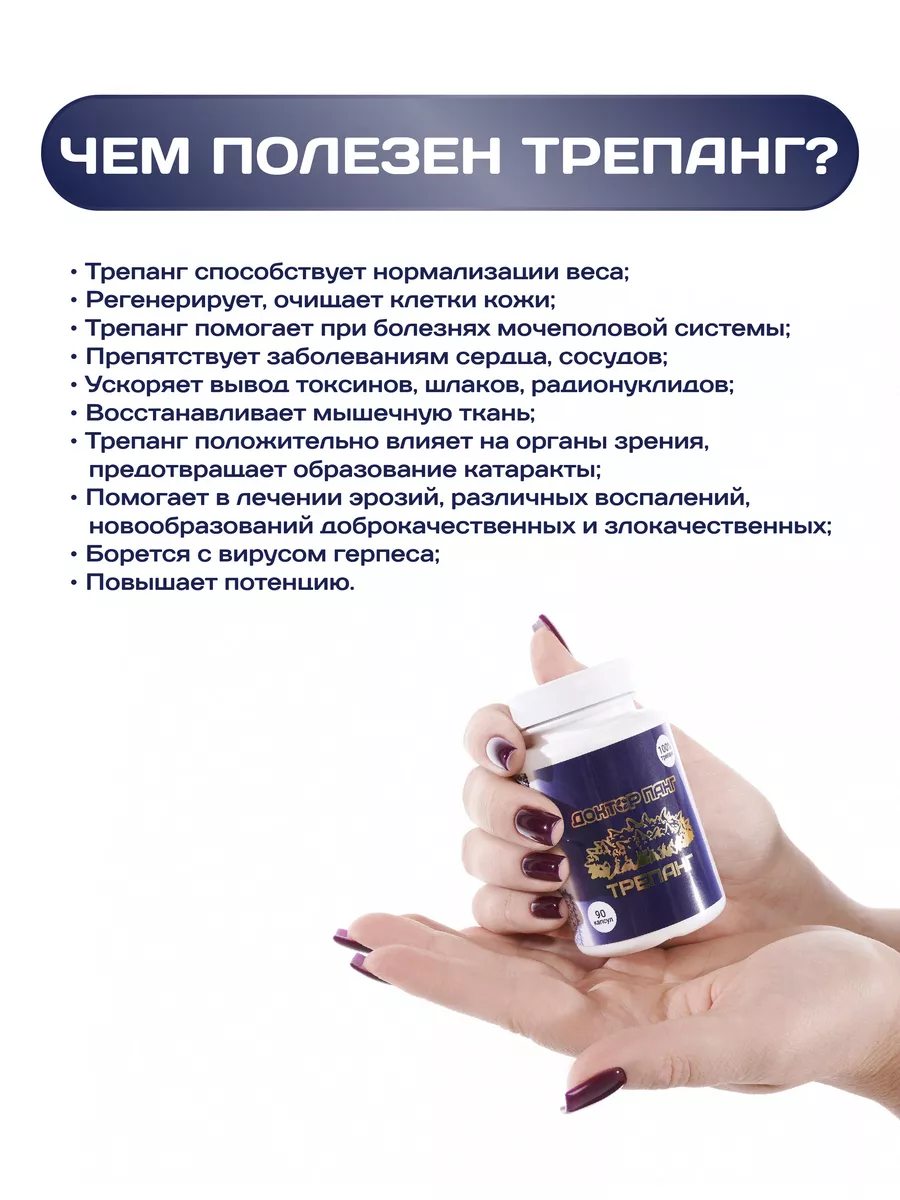 ЧЕМ ПОЛЕЗЕН ТРЕПАНГ?
• Трепанг способствует нормализации веса;
• Регенерирует, очищает клетки кожи;
• Трепанг помогает при болезнях мочеполовой системы;
• Препятствует заболеваниям сердца, сосудов;
• Ускоряет вывод токсинов, шлаков, радионуклидов;
• Восстанавливает мышечную ткань;
• Трепанг положительно влияет на органы зрения,
предотвращает образование катаракты;
• Помогает в лечении эрозий, различных воспалений,
новообразований доброкачественных и злокачественных;
• Борется с вирусом герпеса;
• Повышает потенцию.
ДОКТОР ПАНГ
ТРЕПАНГ
90
капсул